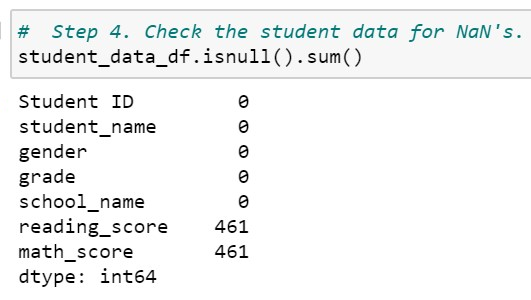 #  Step 4. Check the student data for NaN's.
student_data_df.isnull().sum()
Student ID         0
student_name       0
gender             0
grade              0
school_name        0
reading_score    461
math_score       461
dtype: int64